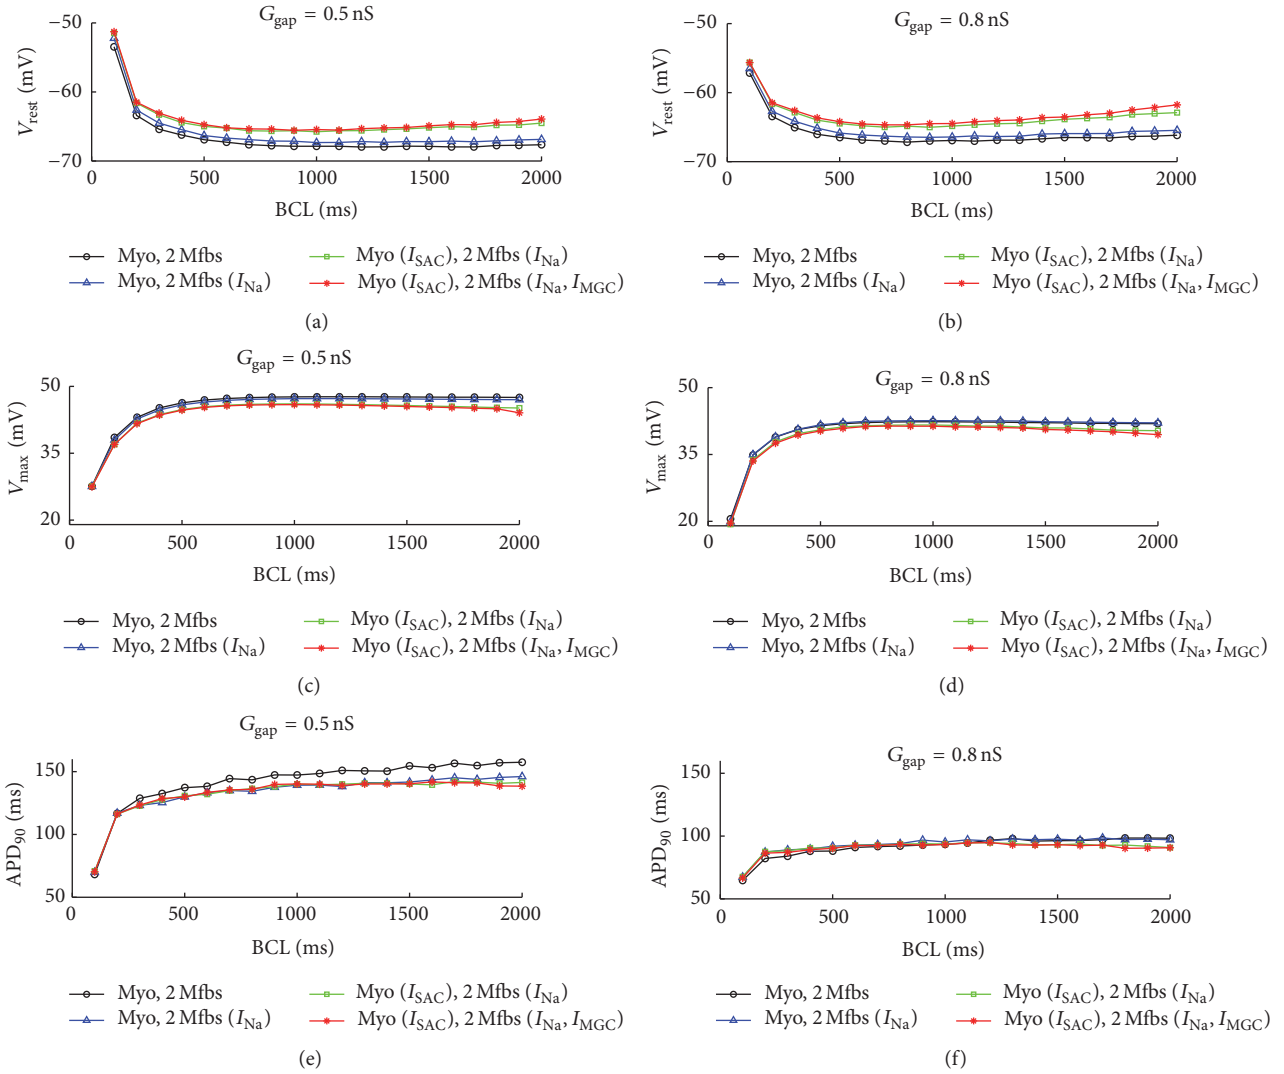 G_gap = 0.5 nS
V_rest (mV)
−50
−60
−70
0 500 1000 1500 2000
BCL (ms)
Myo, 2 Mfbs
Myo, 2 Mfbs (I_Na)
Myo (I_SAC), 2 Mfbs (I_Na)
Myo (I_SAC), 2 Mfbs (I_Na, I_MGC)
(a)
G_gap = 0.8 nS
V_rest (mV)
−50
−60
−70
0 500 1000 1500 2000
BCL (ms)
Myo, 2 Mfbs
Myo, 2 Mfbs (I_Na)
Myo (I_SAC), 2 Mfbs (I_Na)
Myo (I_SAC), 2 Mfbs (I_Na, I_MGC)
(b)
G_gap = 0.5 nS
V_max (mV)
50
35
20
0 500 1000 1500 2000
BCL (ms)
Myo, 2 Mfbs
Myo, 2 Mfbs (I_Na)
Myo (I_SAC), 2 Mfbs (I_Na)
Myo (I_SAC), 2 Mfbs (I_Na, I_MGC)
(c)
G_gap = 0.8 nS
V_max (mV)
50
35
20
0 500 1000 1500 2000
BCL (ms)
Myo, 2 Mfbs
Myo, 2 Mfbs (I_Na)
Myo (I_SAC), 2 Mfbs (I_Na)
Myo (I_SAC), 2 Mfbs (I_Na, I_MGC)
(d)
G_gap = 0.5 nS
APD_90 (ms)
150
100
50
0 500 1000 1500 2000
BCL (ms)
Myo, 2 Mfbs
Myo, 2 Mfbs (I_Na)
Myo (I_SAC), 2 Mfbs (I_Na)
Myo (I_SAC), 2 Mfbs (I_Na, I_MGC)
(e)
G_gap = 0.8 nS
APD_90 (ms)
150
100
50
0 500 1000 1500 2000
BCL (ms)
Myo, 2 Mfbs
Myo, 2 Mfbs (I_Na)
Myo (I_SAC), 2 Mfbs (I_Na)
Myo (I_SAC), 2 Mfbs (I_Na, I_MGC)
(f)